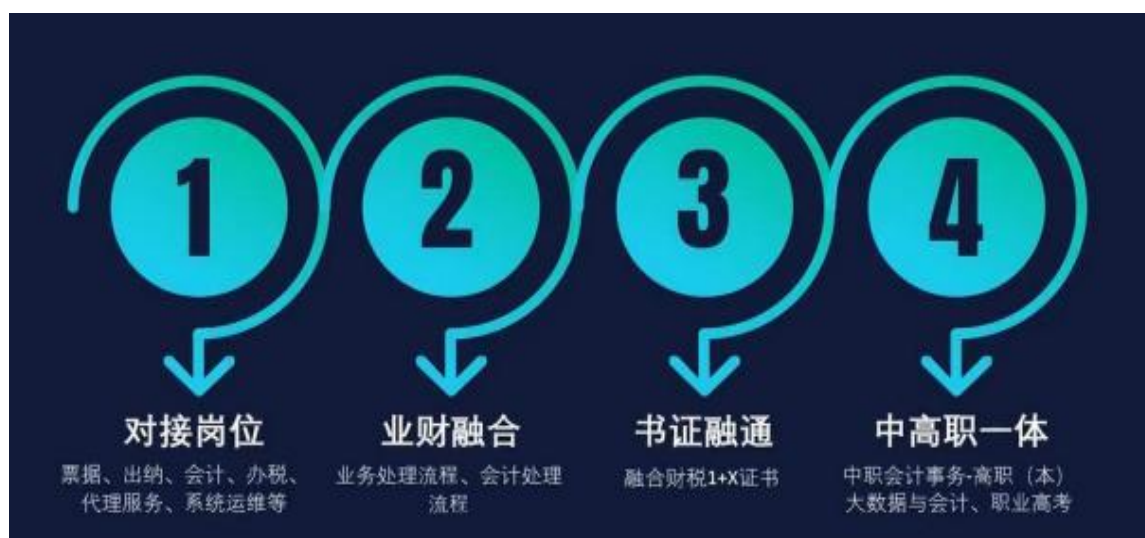 1
2
3
4
对接岗位
票据、出纳、会计、办税、
代理服务、系统运维等
业财融合
业务处理流程、会计处理
流程
书证融通
融合财税1+X证书
中高职一体
中职会计事务-高职（本）
大数据与会计、职业高考